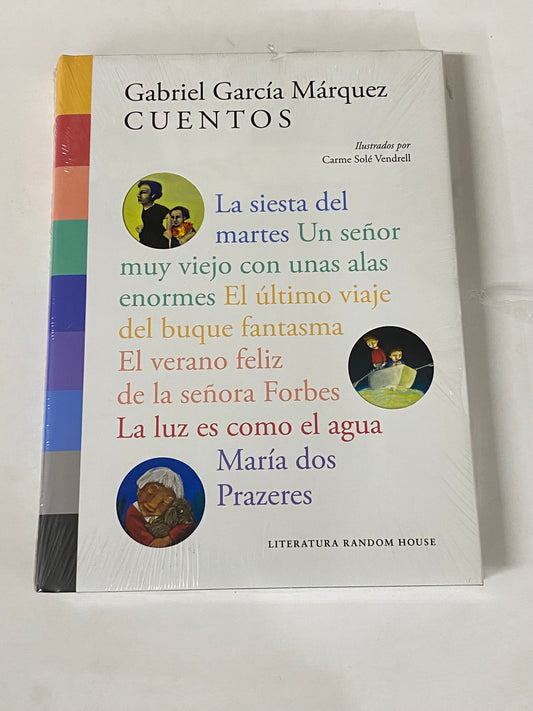 Gabriel García Márquez
CUENTOS
Ilustrados por
Carme Solé Vendrell
La siesta del
martes Un señor
muy viejo con unas alas
enormes El último viaje
del buque fantasma
El verano feliz
de la señora Forbes
La luz es como el agua
María dos
Prazeres
LITERATURA RANDOM HOUSE